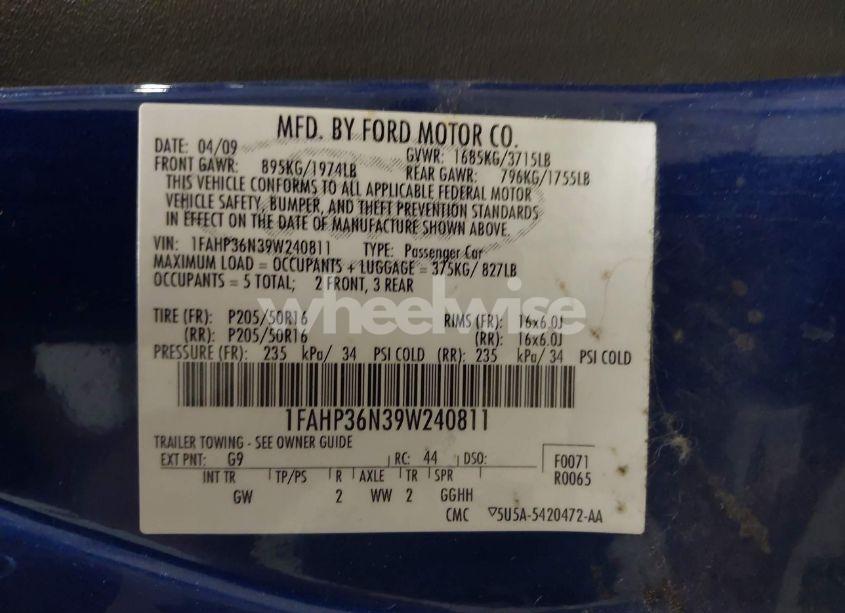 MFD. BY FORD MOTOR CO.
DATE: 04/09 GVWR: 1685KG/3715LB
FRONT GAWR: 895KG/1974LB REAR GAWR: 796KG/1755LB
THIS VEHICLE CONFORMS TO ALL APPLICABLE FEDERAL MOTOR
VEHICLE SAFETY, BUMPER, AND THEFT PREVENTION STANDARDS
IN EFFECT ON THE DATE OF MANUFACTURE SHOWN ABOVE.
VIN: 1FAHP36N39W240811 TYPE: Passenger Car
MAXIMUM LOAD = OCCUPANTS + LUGGAGE = 375KG/ 827LB
OCCUPANTS = 5 TOTAL; 2 FRONT, 3 REAR
wheelwise
TIRE (FR): P205/50R16 RIMS (FR): 16x6.0J
(RR): P205/50R16 (RR): 16x6.0J
PRESSURE (FR): 235 kPa/ 34 PSI COLD (RR): 235 kPa/ 34 PSI COLD
1FAHP36N39W240811
TRAILER TOWING - SEE OWNER GUIDE
EXT PNT: G9 RC: 44 DSO: F0071
INT TR TP/PS R AXLE TR SPR R0065
GW 2 WW 2 GGHH
CMC ▽5U5A-5420472-AA